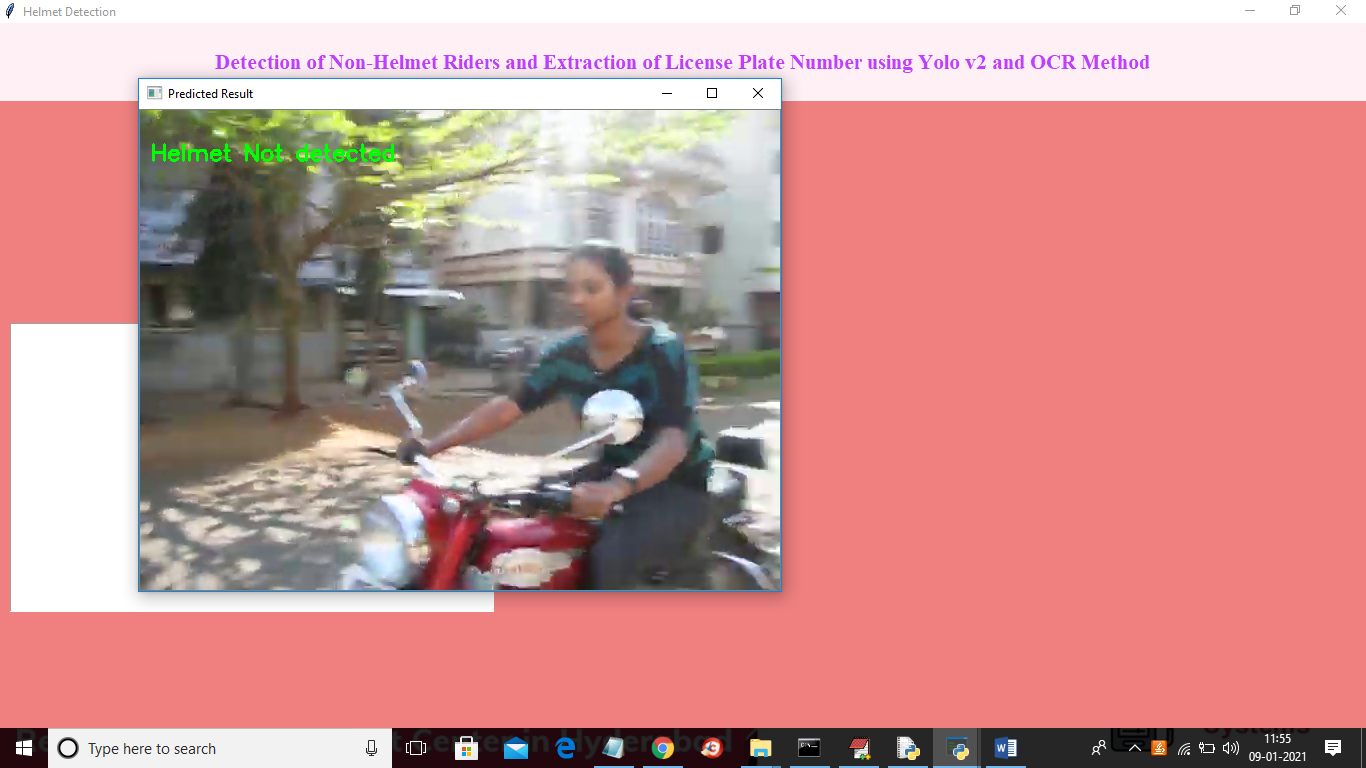 Helmet Detection
Detection of Non-Helmet Riders and Extraction of License Plate Number using Yolo v2 and OCR Method
Predicted Result
Helmet Not detected
Type here to search
11:55
09-01-2021